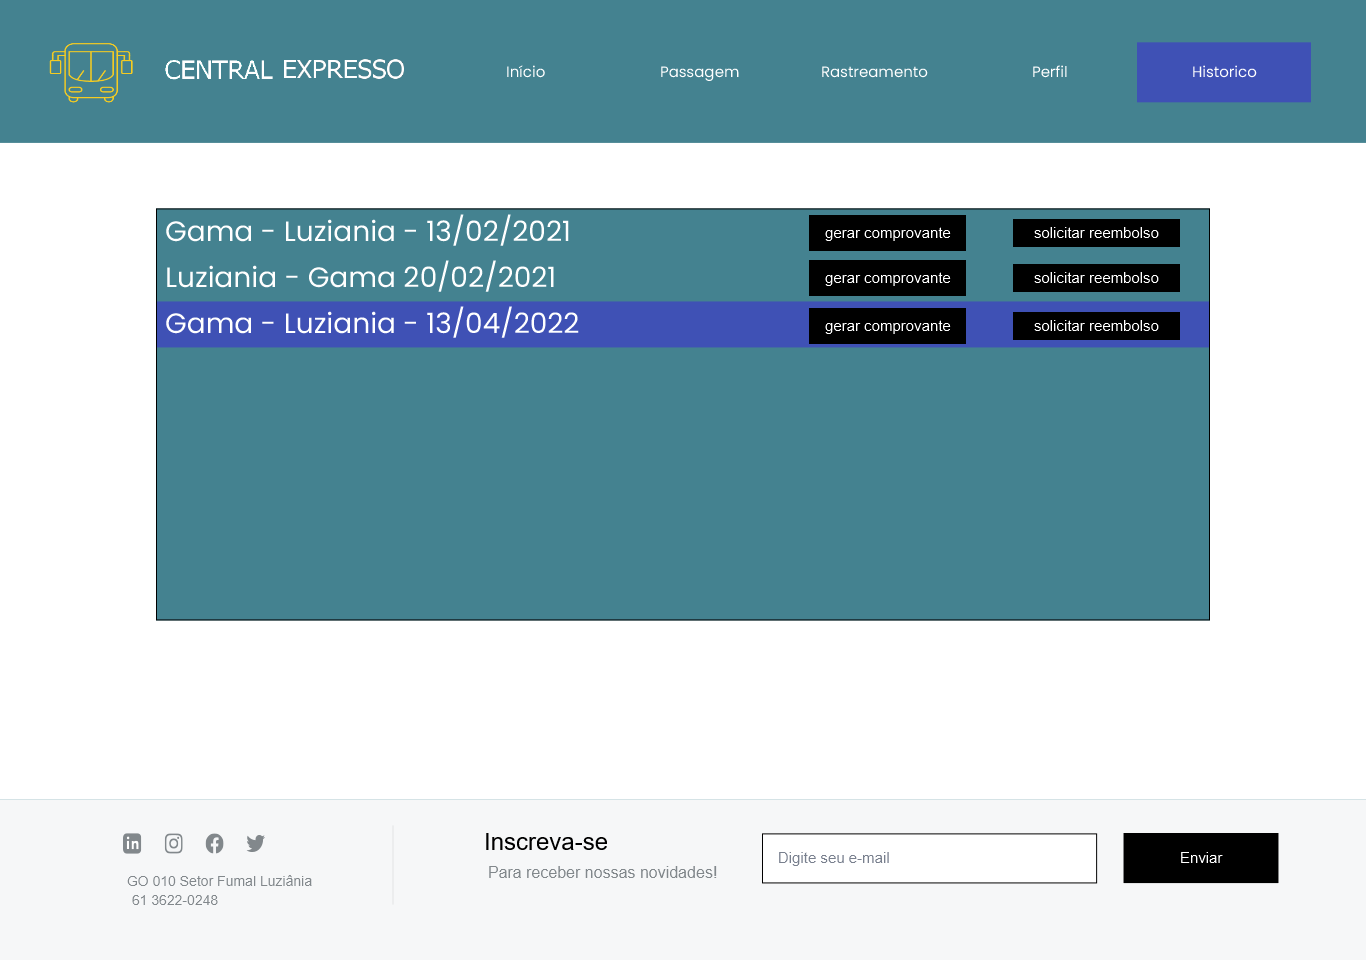 CENTRAL EXPRESSO
Início Passagem Rastreamento Perfil Historico
Gama - Luziania - 13/02/2021 gerar comprovante solicitar reembolso
Luziania - Gama 20/02/2021 gerar comprovante solicitar reembolso
Gama - Luziania - 13/04/2022 gerar comprovante solicitar reembolso
GO 010 Setor Fumal Luziânia
61 3622-0248
Inscreva-se
Para receber nossas novidades!
Digite seu e-mail
Enviar